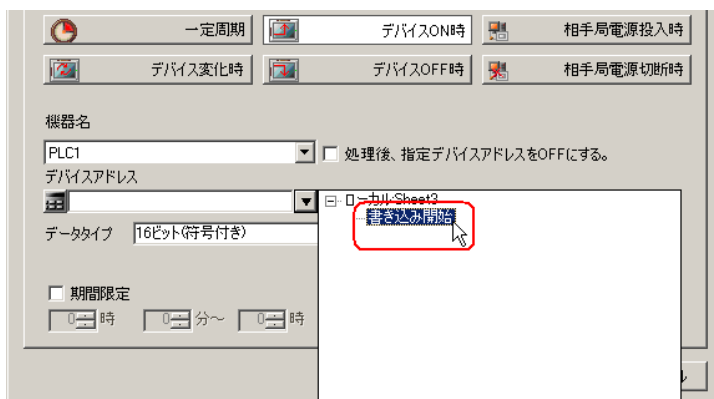 一定周期 デバイスON時 相手局電源投入時
デバイス変化時 デバイスOFF時 相手局電源切断時
機器名
PLC1 処理後、指定デバイスアドレスをOFFにする。
デバイスアドレス
ローカル:Sheet3
書き込み開始
データタイプ 16ビット(符号付き)
期間限定
0 時 0 分～ 0 時
ル